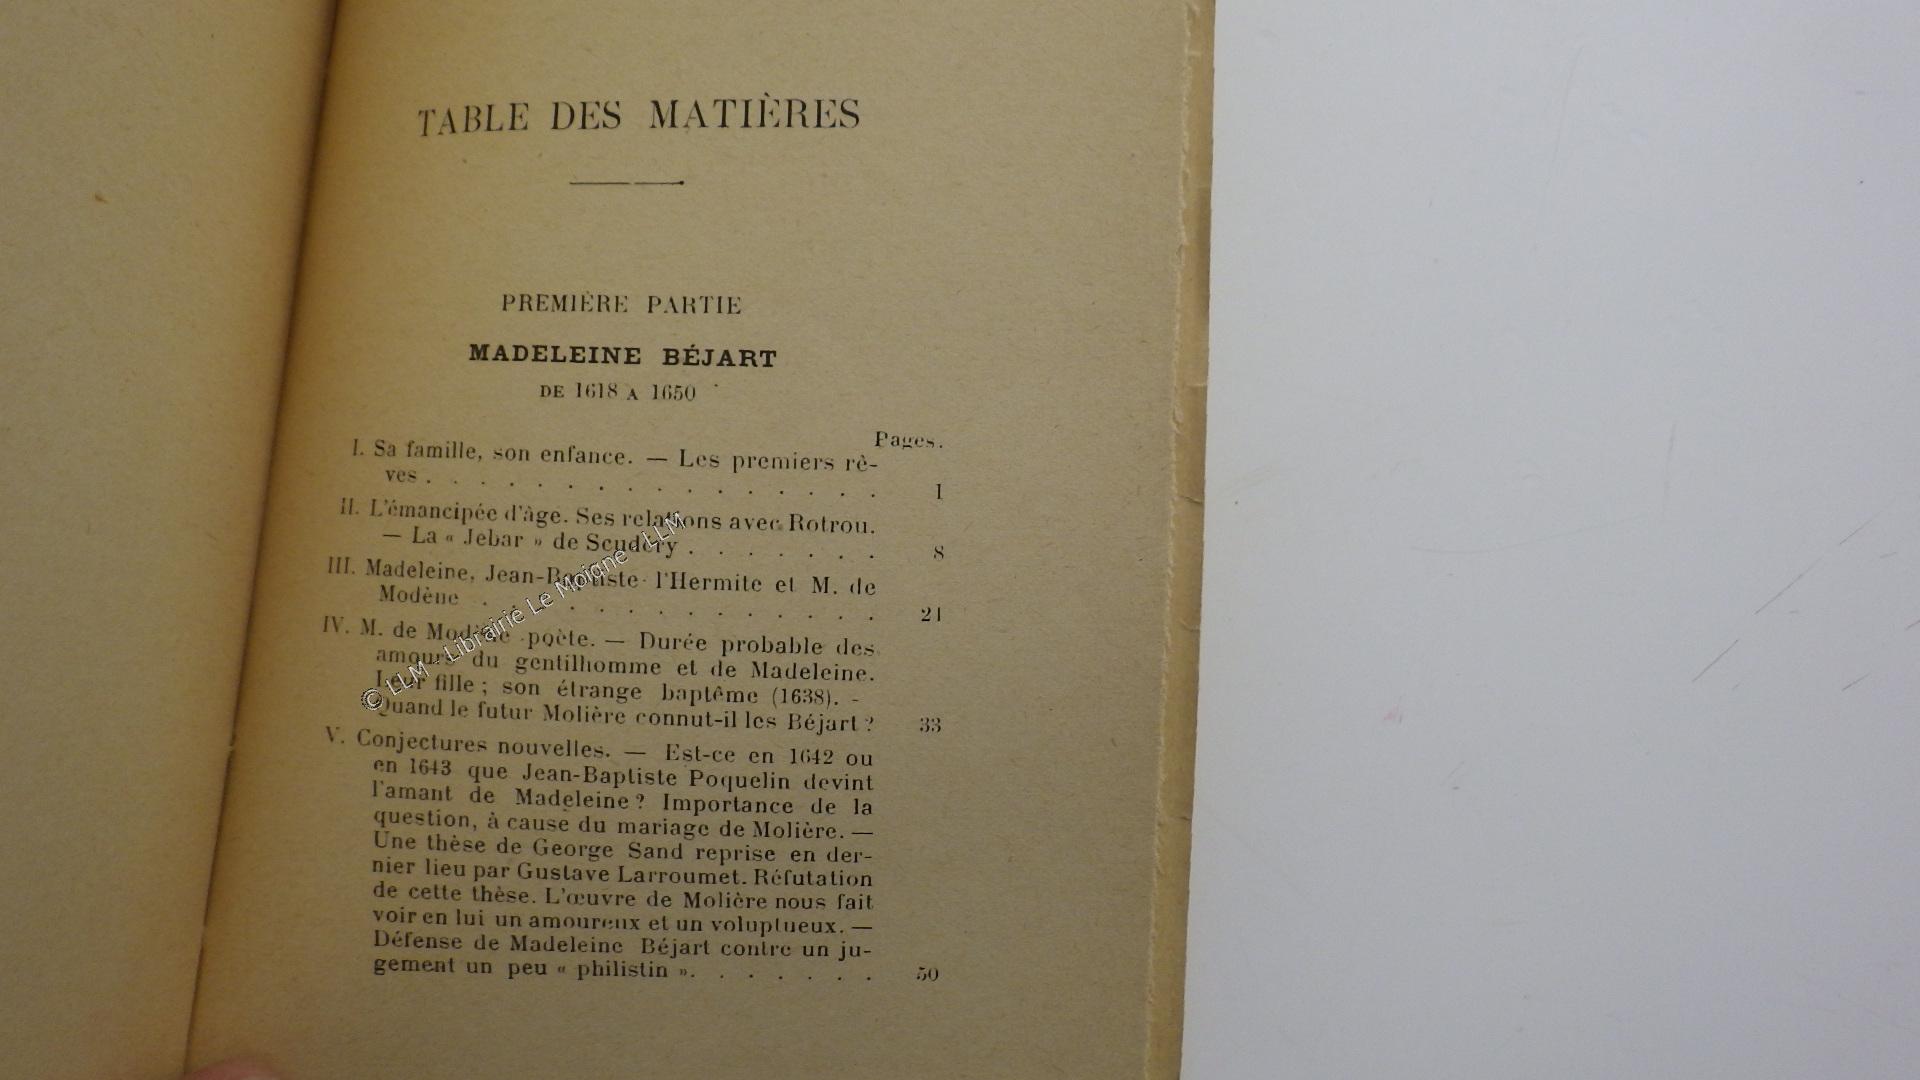 TABLE DES MATIÈRES
PREMIÈRE PARTIE
MADELEINE BÉJART
DE 1618 A 1650
Pages.
I. Sa famille, son enfance. — Les premiers rê-
ves . . . . . . . . . . . . . . . . 1
II. L'émancipée d'âge. Ses relations avec Rotrou.
— La « Jebar » de Scudéry . . . . . . . 8
III. Madeleine, Jean-Baptiste l'Hermite et M. de
Modène . . . . . . . . . . . . . . 21
IV. M. de Modène poète. — Durée probable des
amours du gentilhomme et de Madeleine.
Leur fille ; son étrange baptême (1638). -
Quand le futur Molière connut-il les Béjart ? 33
V. Conjectures nouvelles. — Est-ce en 1642 ou
en 1643 que Jean-Baptiste Poquelin devint
l'amant de Madeleine ? Importance de la
question, à cause du mariage de Molière. —
Une thèse de George Sand reprise en der-
nier lieu par Gustave Larroumet. Réfutation
de cette thèse. L'œuvre de Molière nous fait
voir en lui un amoureux et un voluptueux. —
Défense de Madeleine Béjart contre un ju-
gement un peu « philistin ». . . . . . . 50
© LLM - Librairie Le Moigne - LLM